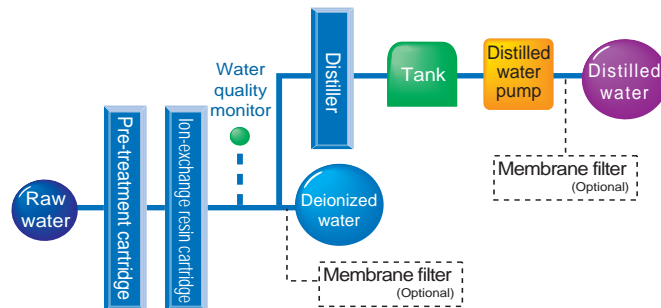 Raw
water
Pre-treatment cartridge
Ion-exchange resin cartridge
Water
quality
monitor
Deionized
water
Membrane filter
(Optional)
Distiller
Tank
Distilled
water
pump
Distilled
water
Membrane filter
(Optional)